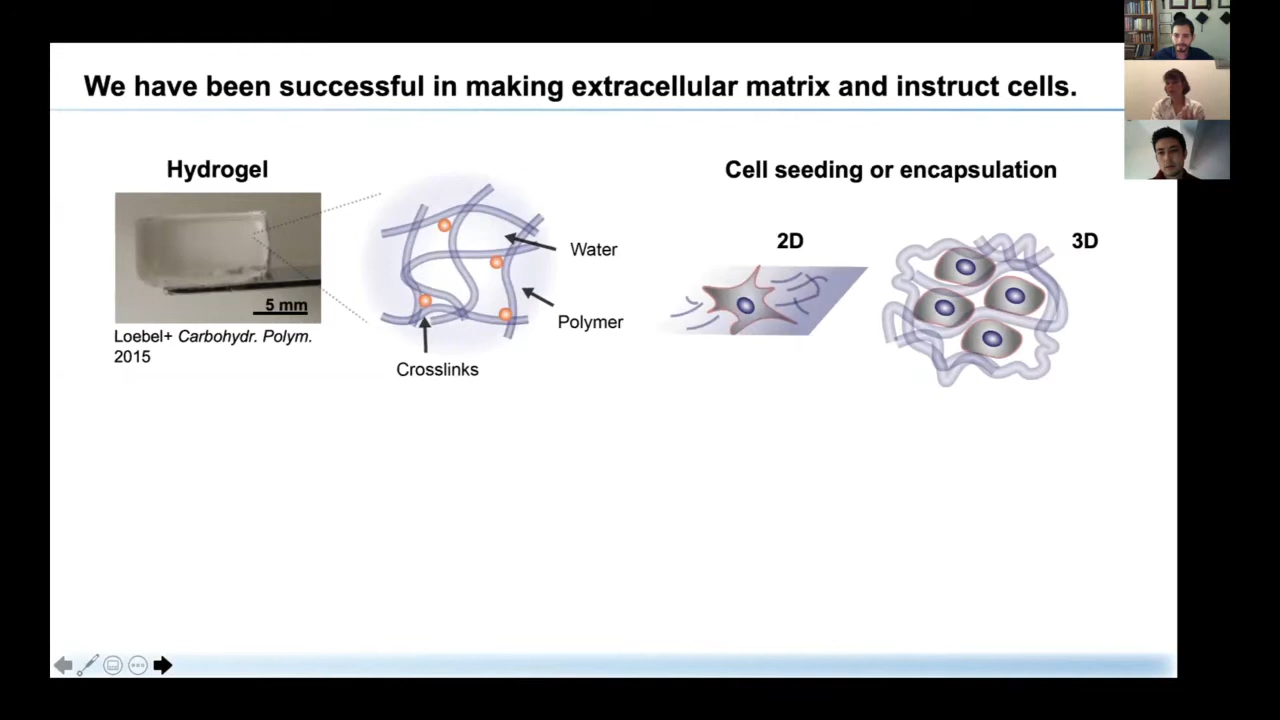 We have been successful in making extracellular matrix and instruct cells.
Hydrogel
5 mm
Loebel+ Carbohydr. Polym.
2015
Water
Polymer
Crosslinks
Cell seeding or encapsulation
2D
3D